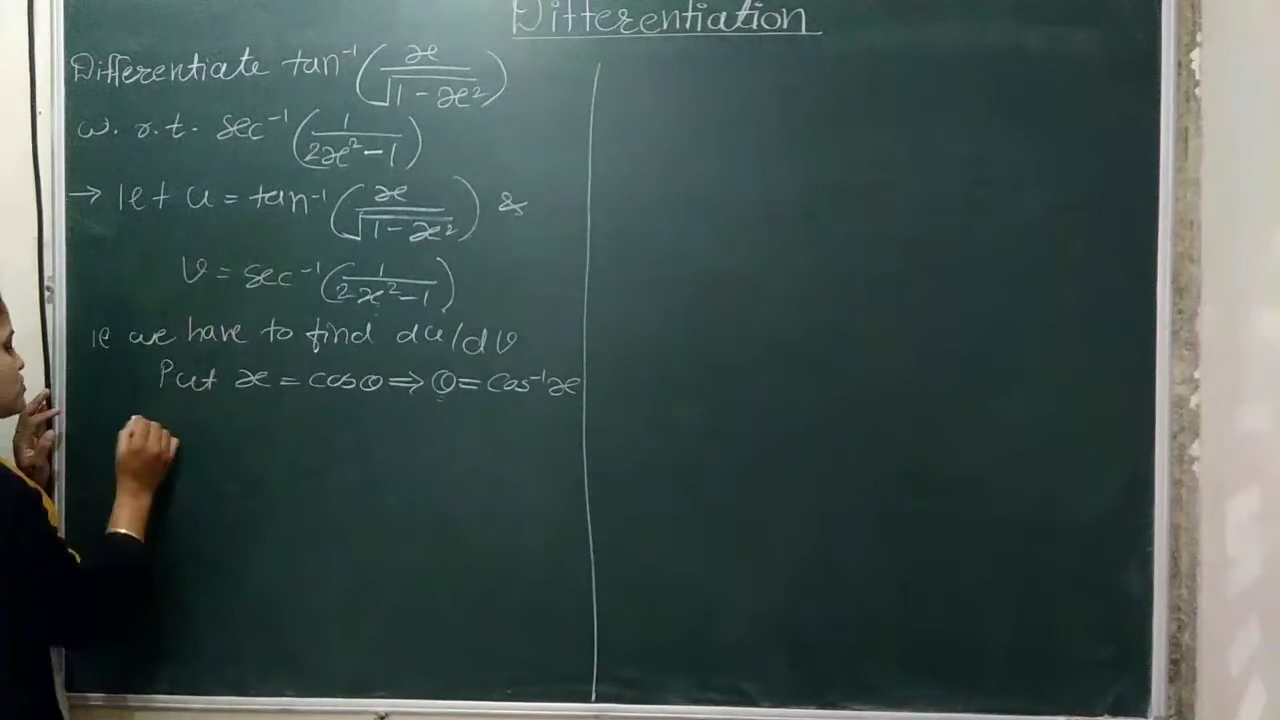 Differentiation
Differentiate tan⁻¹(x/√(1-x²))
w.r.t. sec⁻¹(1/(2x²-1))
→ let u = tan⁻¹(x/√(1-x²)) &
v = sec⁻¹(1/(2x²-1))
ie we have to find du/dv
Put x = cosθ ⇒ θ = cos⁻¹x